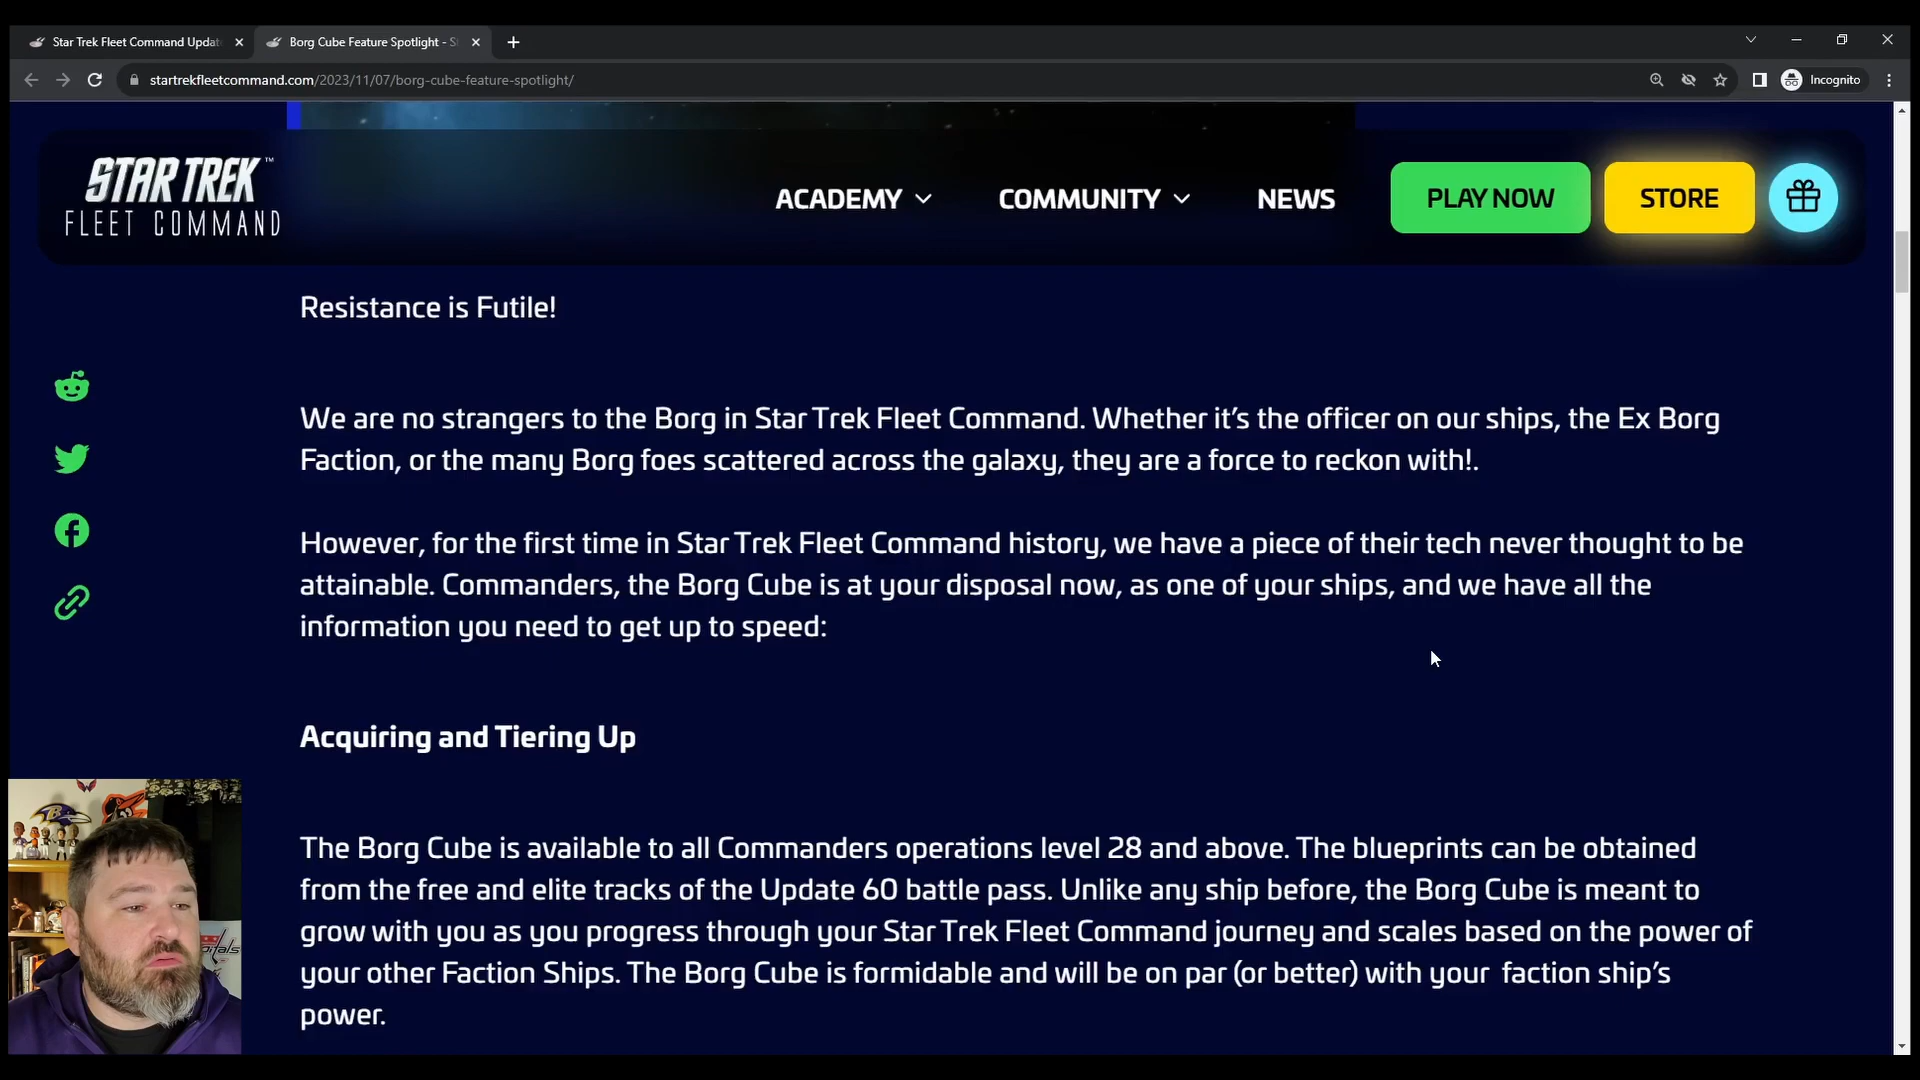 Star Trek Fleet Command Updat
Borg Cube Feature Spotlight - S
startrekfleetcommand.com/2023/11/07/borg-cube-feature-spotlight/
Incognito
STAR TREK™
FLEET COMMAND
ACADEMY
COMMUNITY
NEWS
PLAY NOW
STORE
Resistance is Futile!
We are no strangers to the Borg in Star Trek Fleet Command. Whether it’s the officer on our ships, the Ex Borg
Faction, or the many Borg foes scattered across the galaxy, they are a force to reckon with!.
However, for the first time in Star Trek Fleet Command history, we have a piece of their tech never thought to be
attainable. Commanders, the Borg Cube is at your disposal now, as one of your ships, and we have all the
information you need to get up to speed:
Acquiring and Tiering Up
The Borg Cube is available to all Commanders operations level 28 and above. The blueprints can be obtained
from the free and elite tracks of the Update 60 battle pass. Unlike any ship before, the Borg Cube is meant to
grow with you as you progress through your Star Trek Fleet Command journey and scales based on the power of
your other Faction Ships. The Borg Cube is formidable and will be on par (or better) with your faction ship’s
power.